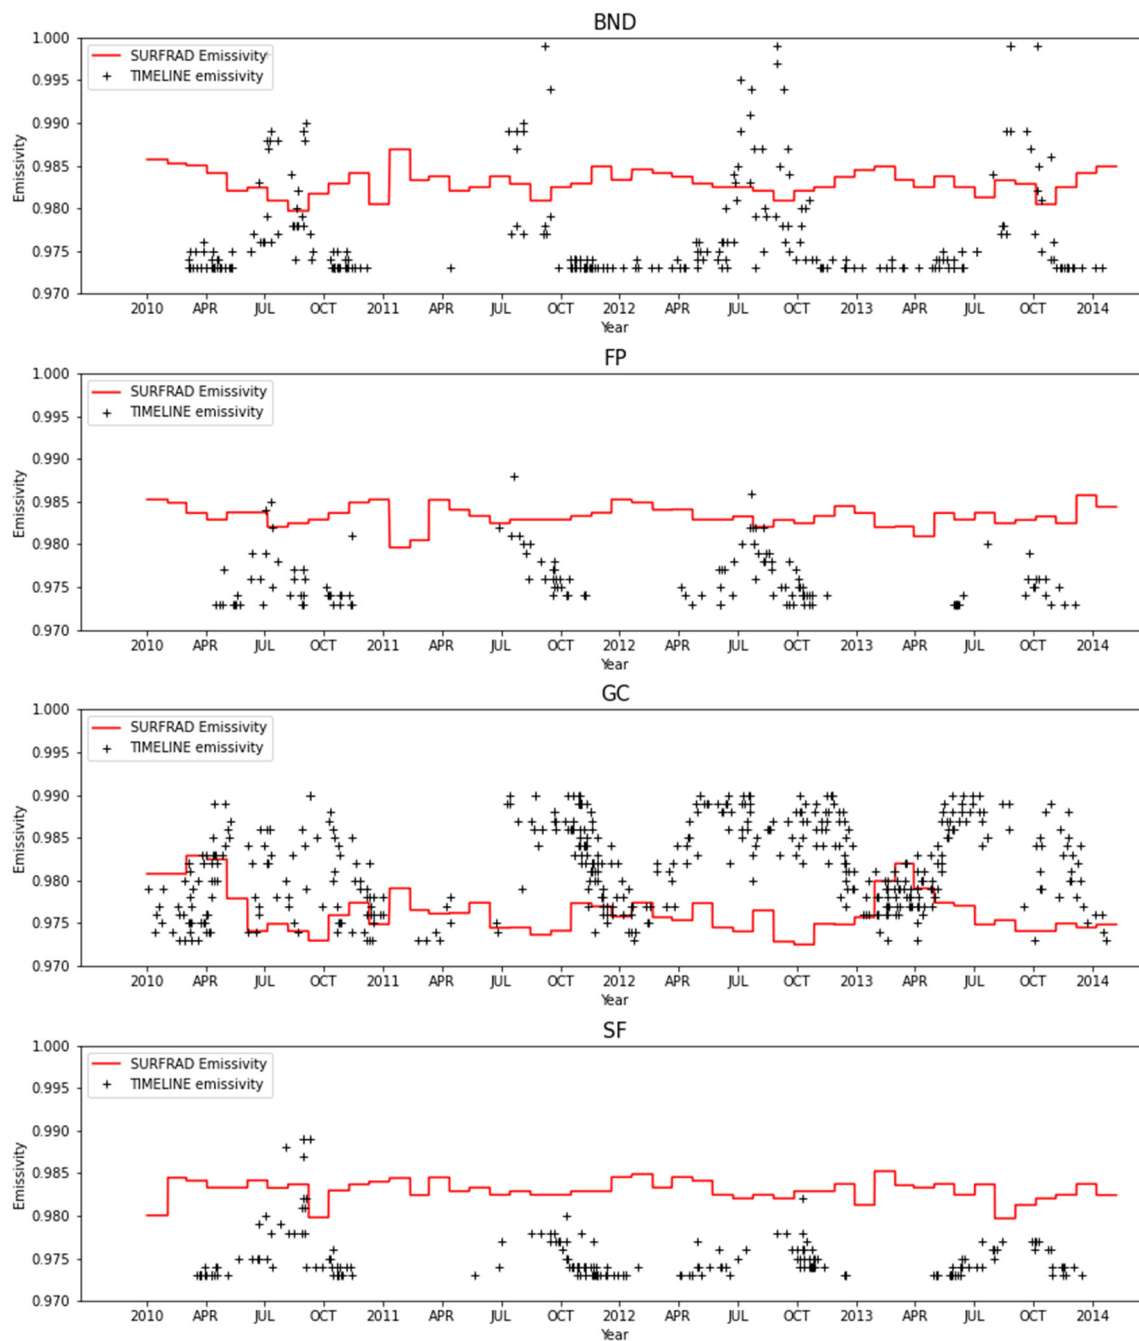 BND
1.000
SURFRAD Emissivity
TIMELINE emissivity
0.995
0.990
0.985
Emissivity
0.980
0.975
0.970
2010 APR JUL OCT 2011 APR JUL OCT 2012 APR JUL OCT 2013 APR JUL OCT 2014
Year
FP
1.000
SURFRAD Emissivity
TIMELINE emissivity
0.995
0.990
0.985
Emissivity
0.980
0.975
0.970
2010 APR JUL OCT 2011 APR JUL OCT 2012 APR JUL OCT 2013 APR JUL OCT 2014
Year
GC
1.000
SURFRAD Emissivity
TIMELINE emissivity
0.995
0.990
0.985
Emissivity
0.980
0.975
0.970
2010 APR JUL OCT 2011 APR JUL OCT 2012 APR JUL OCT 2013 APR JUL OCT 2014
Year
SF
1.000
SURFRAD Emissivity
TIMELINE emissivity
0.995
0.990
0.985
Emissivity
0.980
0.975
0.970
2010 APR JUL OCT 2011 APR JUL OCT 2012 APR JUL OCT 2013 APR JUL OCT 2014
Year